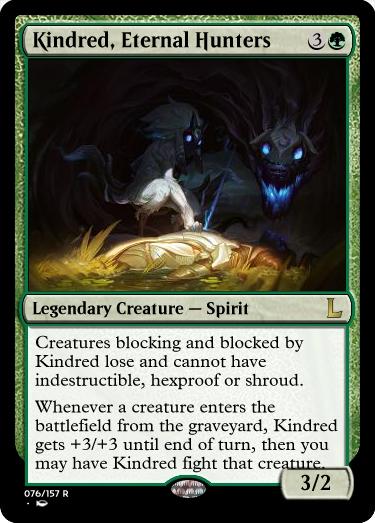 Kindred, Eternal Hunters 3
Legendary Creature — Spirit L
Creatures blocking and blocked by
Kindred lose and cannot have
indestructible, hexproof or shroud.
Whenever a creature enters the
battlefield from the graveyard, Kindred
gets +3/+3 until end of turn, then you
may have Kindred fight that creature.
3/2
076/157 R